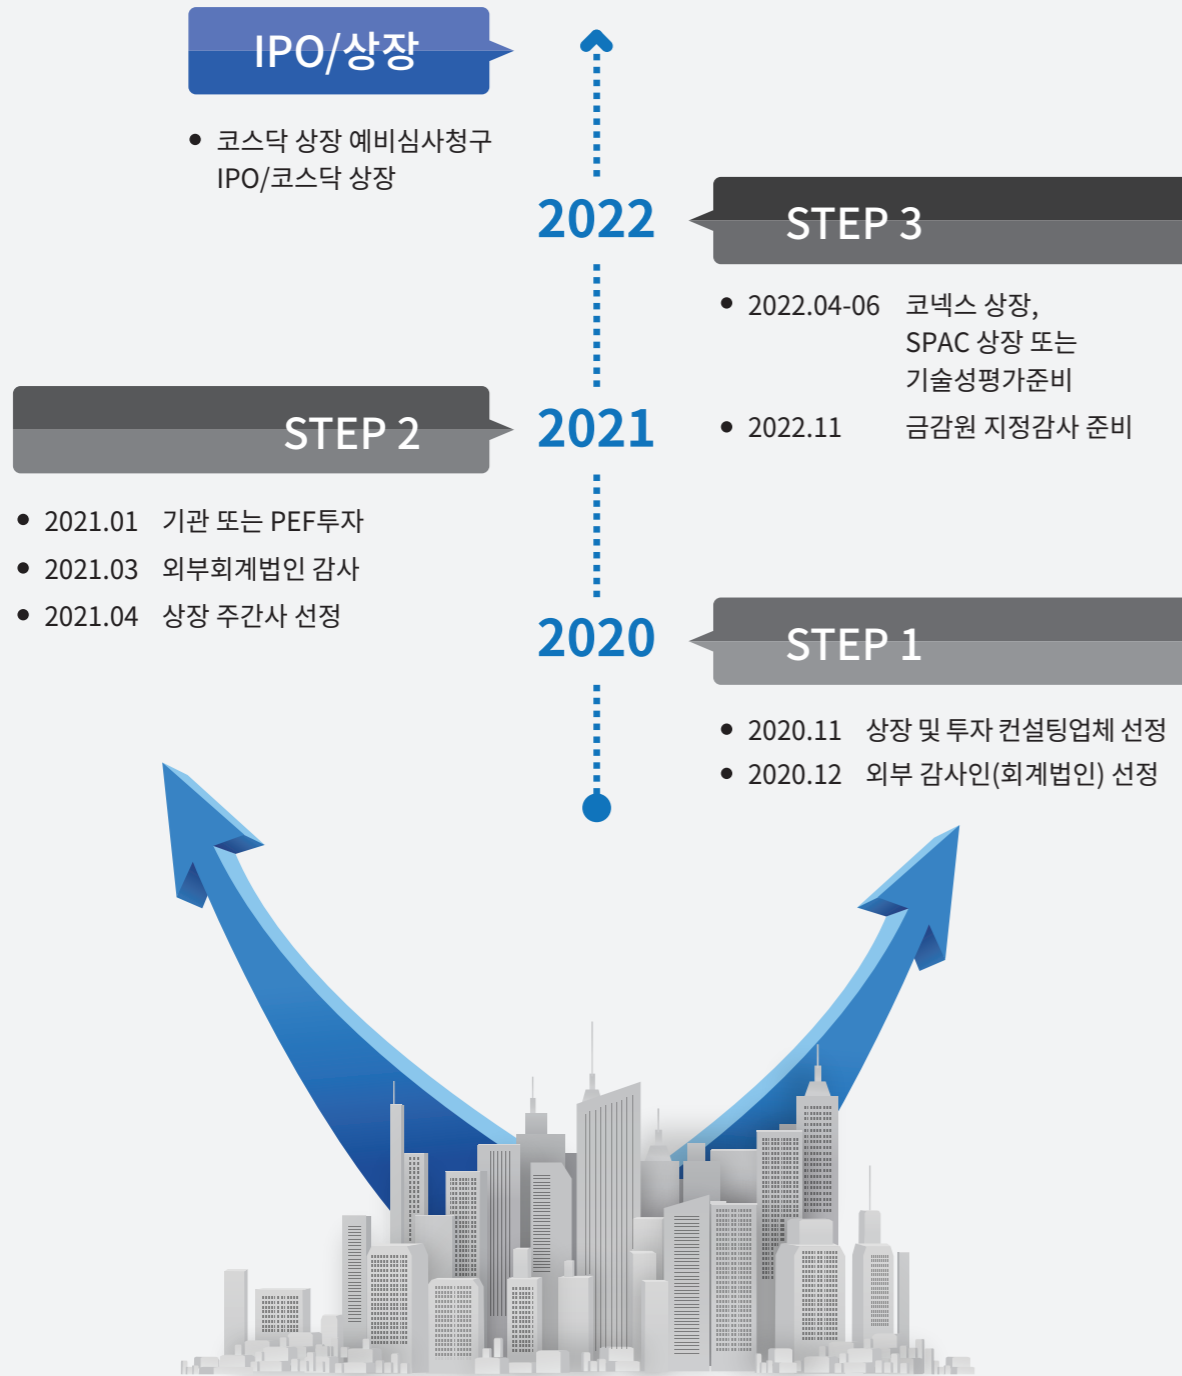 IPO/상장
코스닥 상장 예비심사청구
IPO/코스닥 상장
2022
STEP 3
2022.04-06 코넥스 상장,
SPAC 상장 또는
기술성평가준비
2022.11 금감원 지정감사 준비
STEP 2
2021
2021.01 기관 또는 PEF투자
2021.03 외부회계법인 감사
2021.04 상장 주간사 선정
2020
STEP 1
2020.11 상장 및 투자 컨설팅업체 선정
2020.12 외부 감사인(회계법인) 선정